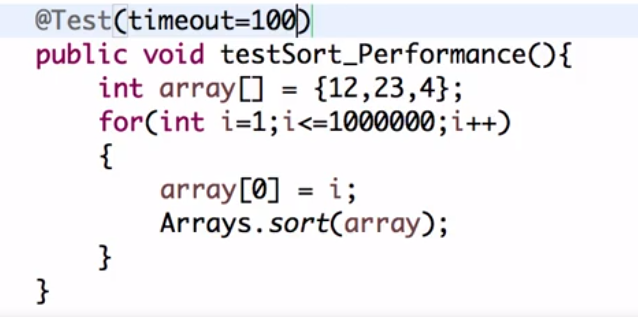 @Test(timeout=100)
public void testSort_Performance(){
    int array[] = {12,23,4};
    for(int i=1;i<=1000000;i++)
    {
        array[0] = i;
        Arrays.sort(array);
    }
}